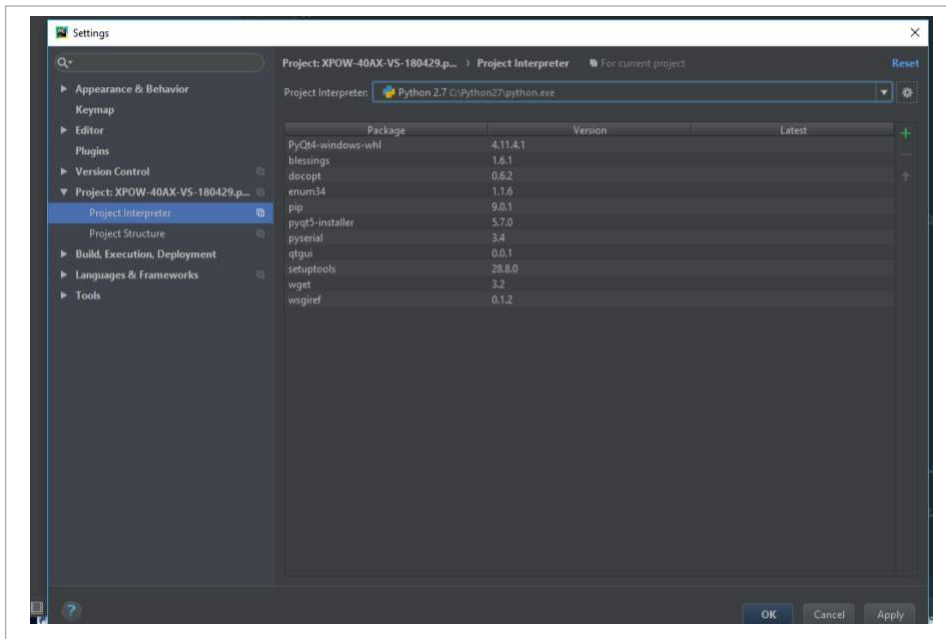 Settings
Project: XPOW-40AX-VS-180429.p... › Project Interpreter For current project Reset
Appearance & Behavior
Keymap
Editor
Plugins
Version Control
Project: XPOW-40AX-VS-180429.p...
Project Interpreter
Project Structure
Build, Execution, Deployment
Languages & Frameworks
Tools
Project Interpreter: Python 2.7 C:\Python27\python.exe
Package Version Latest
PyQt4-windows-whl 4.11.4.1
blessings 1.6.1
docopt 0.6.2
enum34 1.1.6
pip 9.0.1
pyqt5-installer 5.7.0
pyserial 3.4
qtgui 0.0.1
setuptools 28.8.0
wget 3.2
wsgiref 0.1.2
? OK Cancel Apply